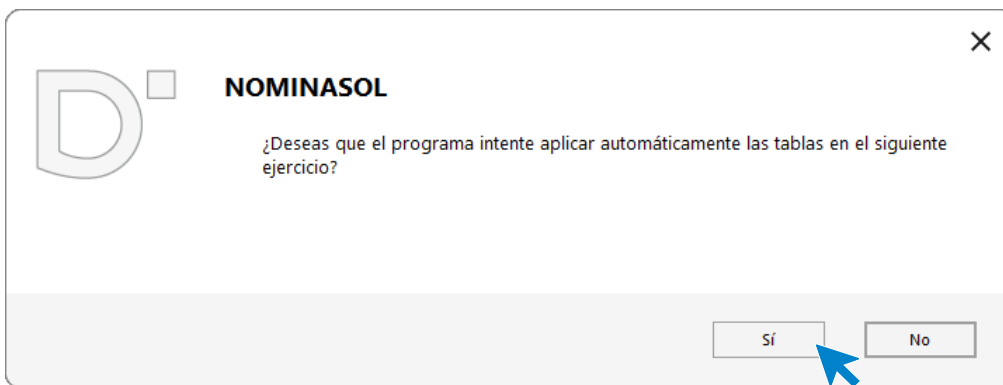 NOMINASOL
¿Deseas que el programa intente aplicar automáticamente las tablas en el siguiente
ejercicio?
Sí
No